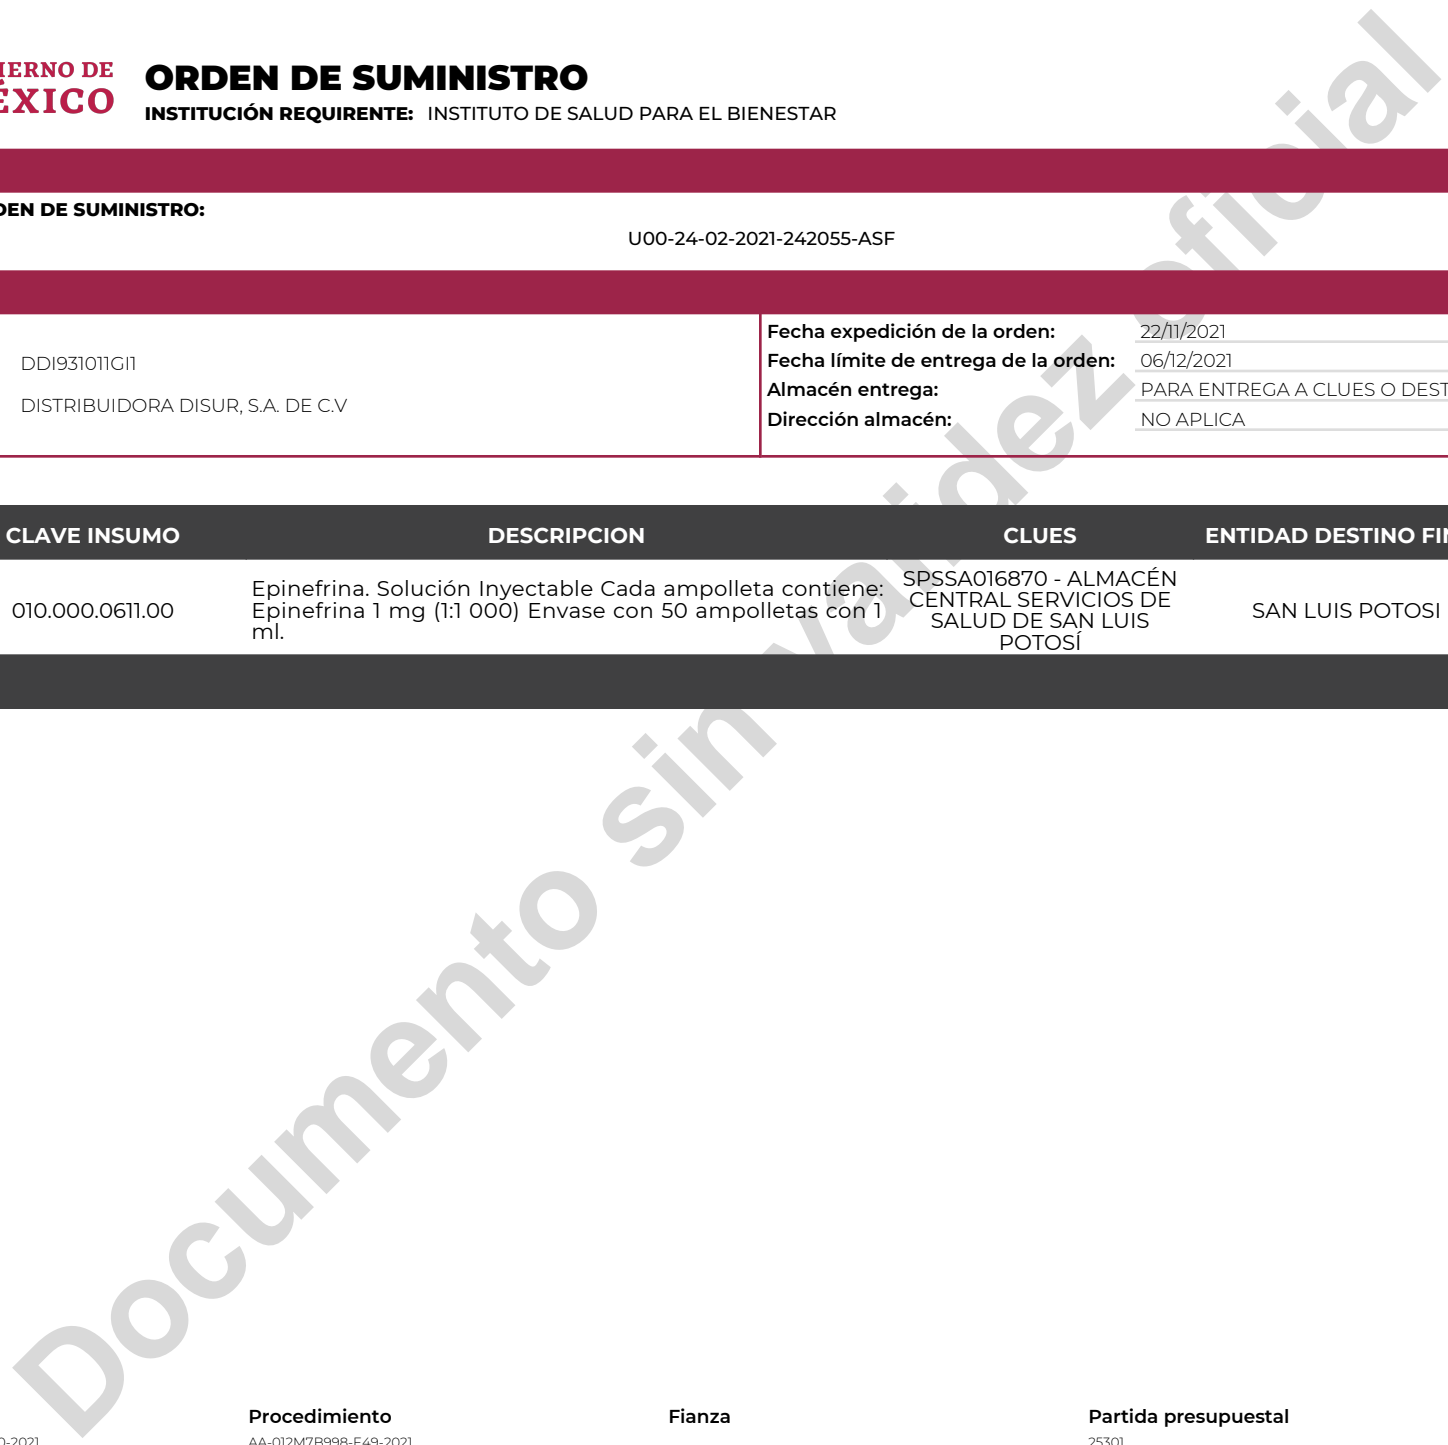 ORDEN DE SUMINISTRO
INSTITUCIÓN REQUIRENTE: INSTITUTO DE SALUD PARA EL BIENESTAR
IERNO DE
ÉXICO
DEN DE SUMINISTRO:
U00-24-02-2021-242055-ASF
DDI931011GI1
DISTRIBUIDORA DISUR, S.A. DE C.V
Fecha expedición de la orden: 22/11/2021
Fecha límite de entrega de la orden: 06/12/2021
Almacén entrega: PARA ENTREGA A CLUES O DEST
Dirección almacén: NO APLICA
CLAVE INSUMO DESCRIPCION CLUES ENTIDAD DESTINO FIN
010.000.0611.00
Epinefrina. Solución Inyectable Cada ampolleta contiene:
Epinefrina 1 mg (1:1 000) Envase con 50 ampolletas con 1
ml.
SPSSA016870 - ALMACÉN
CENTRAL SERVICIOS DE
SALUD DE SAN LUIS
POTOSÍ
SAN LUIS POTOSI
Documento sin validez oficial
Procedimiento Fianza Partida presupuestal
0-2021 AA-012M7B998-E49-2021 25301